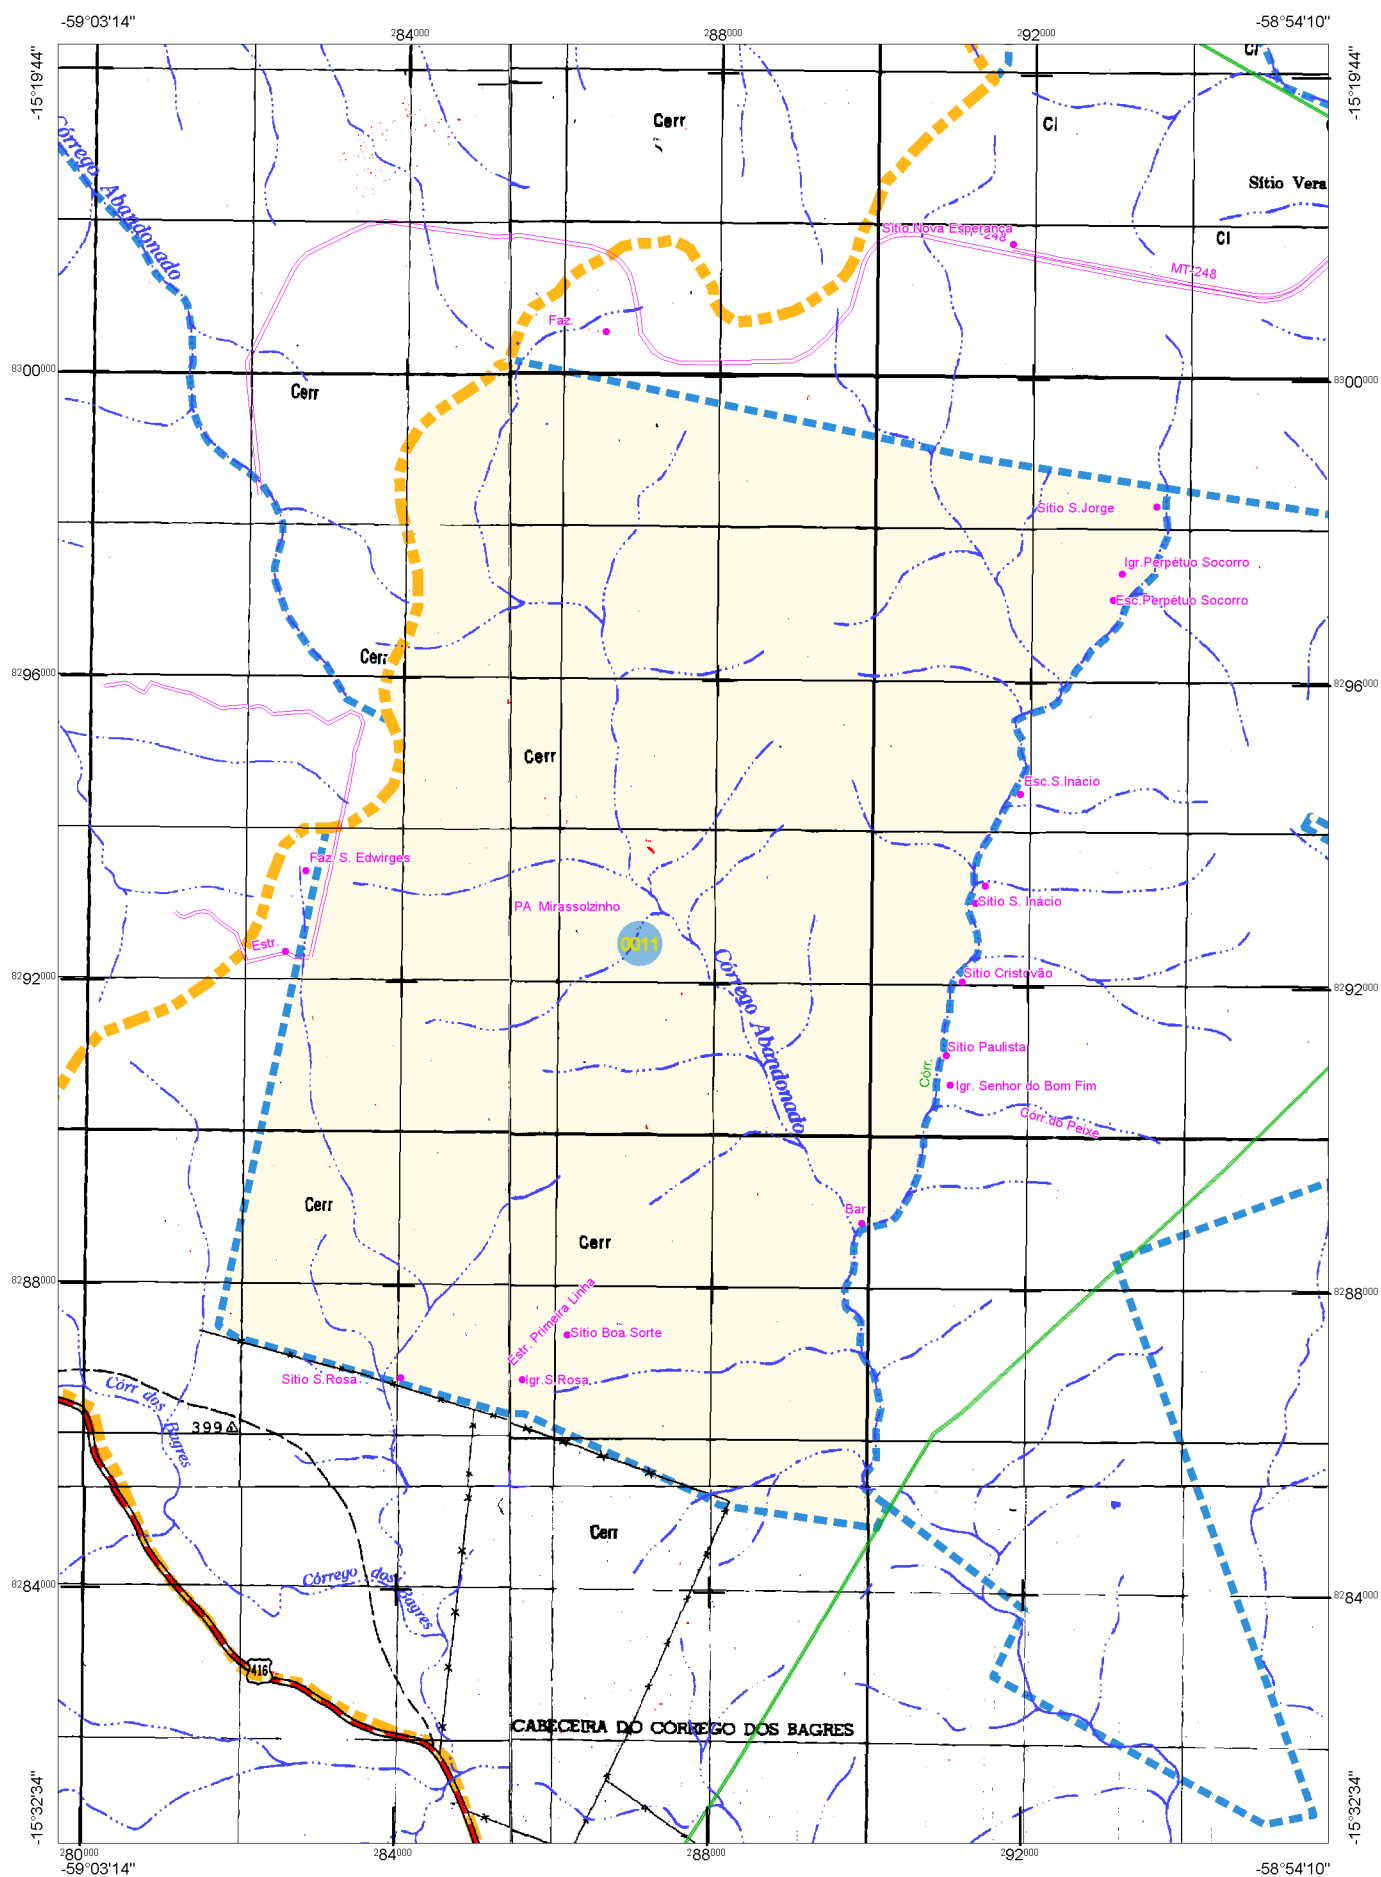 -59°03'14"
-58°54'10"
284000
288000
292000
-15°19'44"
-15°19'44"
Cerr
Cl
Córrego Abandonado
Sítio Vera
Sítio Nova Esperança
-248
Cl
MT-248
Faz.
8300000
8300000
Cerr
Sítio S.Jorge
Igr.Perpétuo Socorro
Esc.Perpétuo Socorro
Cerr
8296000
8296000
Cerr
Esc.S.Inácio
Faz. S. Edwirges
PA Mirassolzinho
Sítio S. Inácio
Estr.
0011
Córrego Abandonado
Sítio Cristovão
8292000
8292000
Sítio Paulista
Córr.
Igr. Senhor do Bom Fim
Córr.do Peixe
Cerr
Bar
Cerr
8288000
8288000
Estr. Primeira Linha
Sítio Boa Sorte
Sítio S.Rosa
Igr.S.Rosa
Córr dos Bagres
399
Cerr
Córrego dos Bagres
8284000
8284000
416
CABECEIRA DO CÓRREGO DOS BAGRES
-15°32'34"
-15°32'34"
280000
284000
288000
292000
-59°03'14"
-58°54'10"